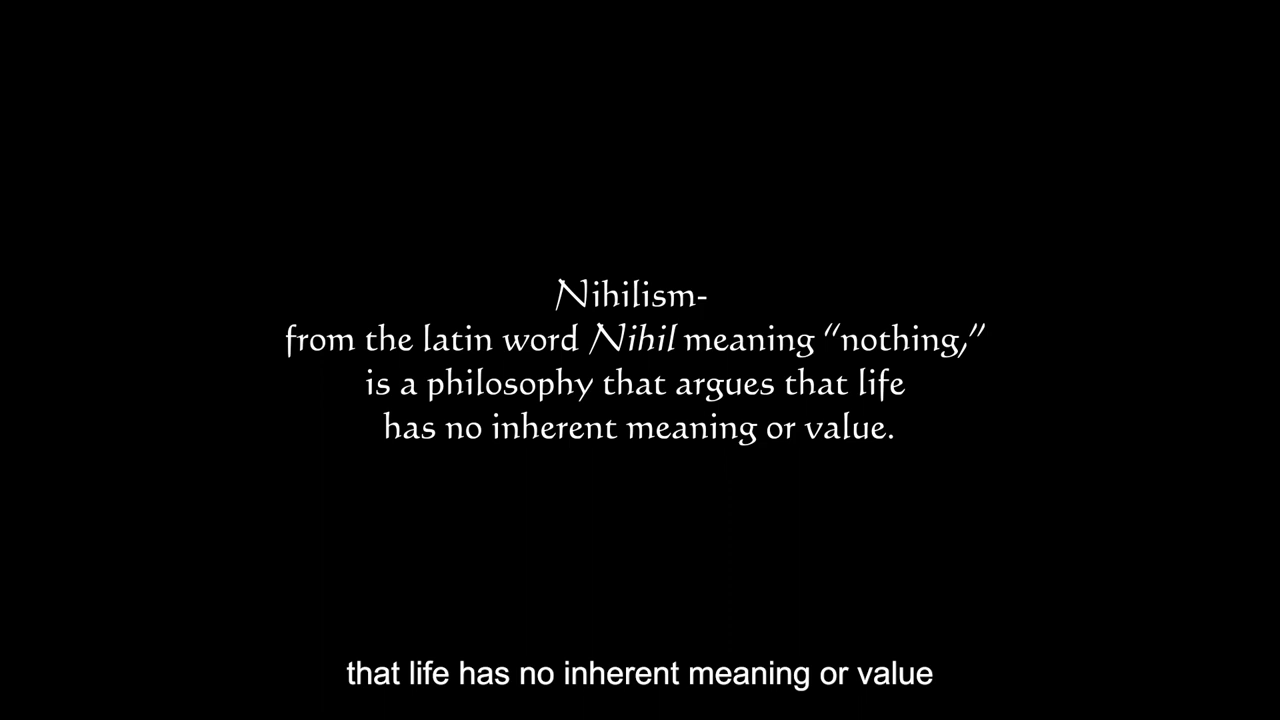 Nihilism-
from the latin word Nihil meaning “nothing,”
is a philosophy that argues that life
has no inherent meaning or value.
that life has no inherent meaning or value